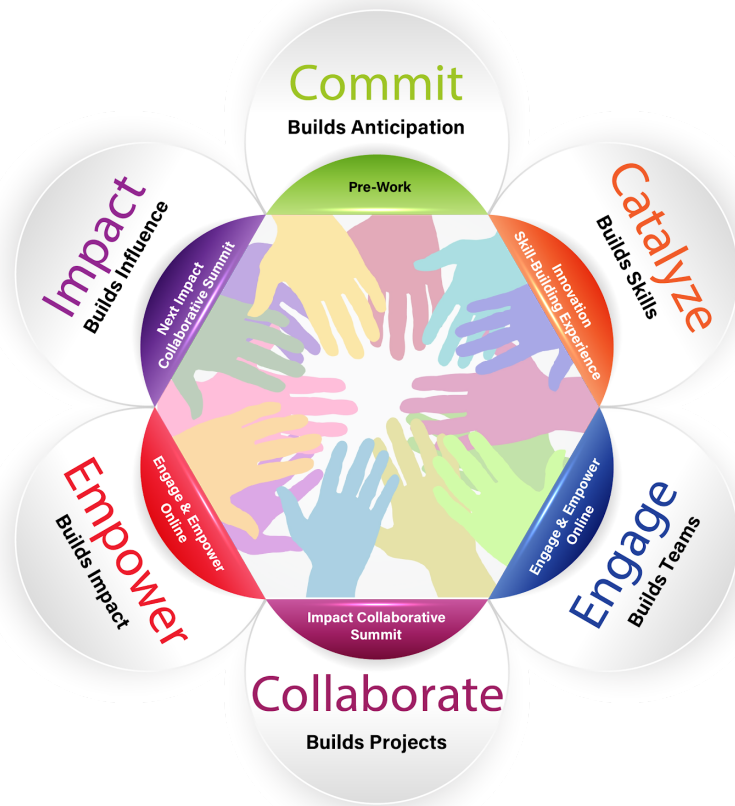 Commit
Builds Anticipation
Pre-Work
Catalyze
Builds Skills
Innovation
Skill-Building Experience
Engage
Builds Teams
Engage & Empower
Online
Collaborate
Builds Projects
Impact Collaborative
Summit
Empower
Builds Impact
Engage & Empower
Online
Impact
Builds Influence
Next Impact
Collaborative Summit